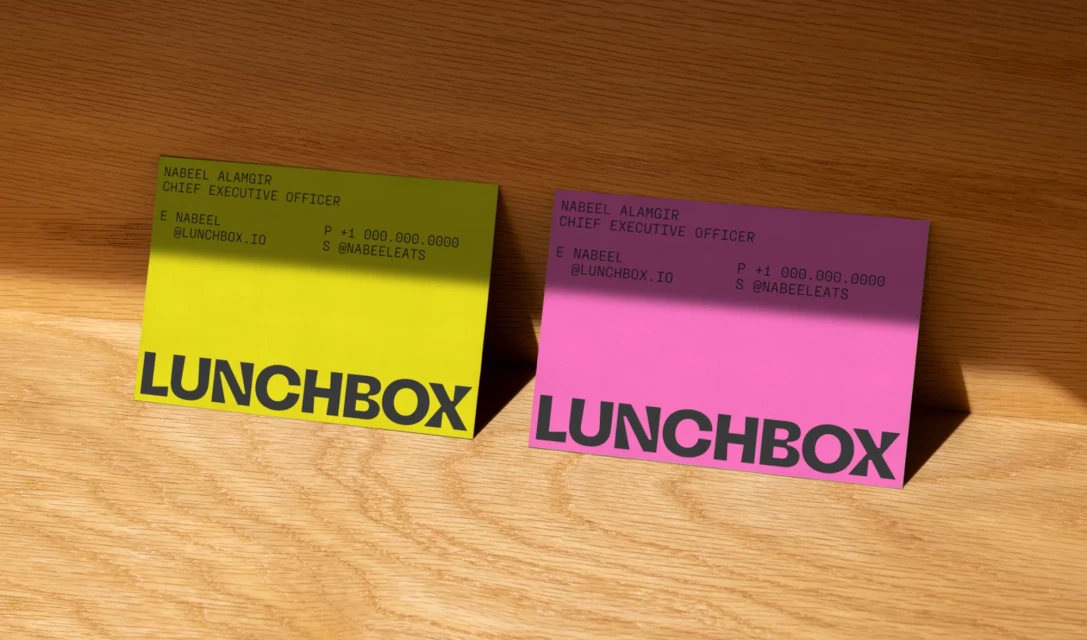 NABEEL ALAMGIR
CHIEF EXECUTIVE OFFICER
E NABEEL
@LUNCHBOX.IO
P +1 000.000.0000
S @NABEELEATS
LUNCHBOX
NABEEL ALAMGIR
CHIEF EXECUTIVE OFFICER
E NABEEL
@LUNCHBOX.IO
P +1 000.000.0000
S @NABEELEATS
LUNCHBOX